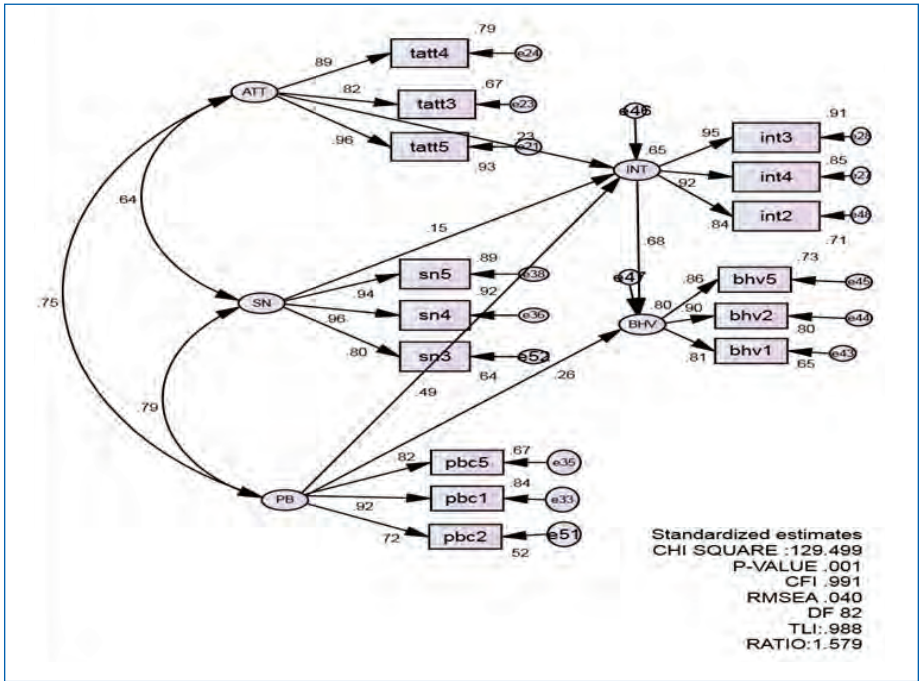 .79
tatt4
e24
.89
ATT
.82
tatt3
.67
e23
.96
tatt5
.23
e21
.93
e46
.65
INT
.95
int3
.91
e28
.92
int4
.85
e27
.84
int2
e48
.71
.64
.15
.68
.75
SN
.94
sn5
.89
e38
.92
.96
sn4
e36
.80
sn3
e52
.64
e47
.80
BHV
.86
bhv5
.73
e45
.90
bhv2
e44
.80
.81
bhv1
e43
.65
.79
.49
.26
PB
.82
pbc5
.67
e35
.92
pbc1
.84
e33
.72
pbc2
e51
.52
Standardized estimates
CHI SQUARE :129.499
P-VALUE .001
CFI .991
RMSEA .040
DF 82
TLI:.988
RATIO:1.579